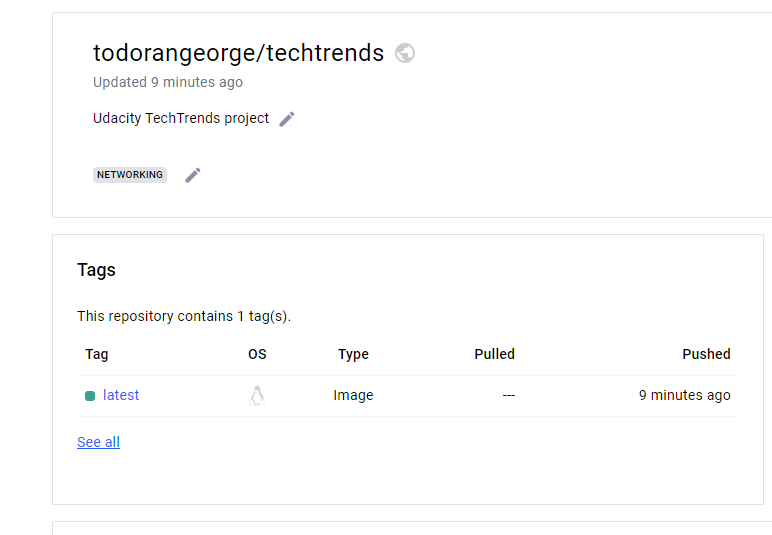 todorangeorge/techtrends
Updated 9 minutes ago
Udacity TechTrends project
NETWORKING
Tags
This repository contains 1 tag(s).
Tag OS Type Pulled Pushed
latest Image --- 9 minutes ago
See all